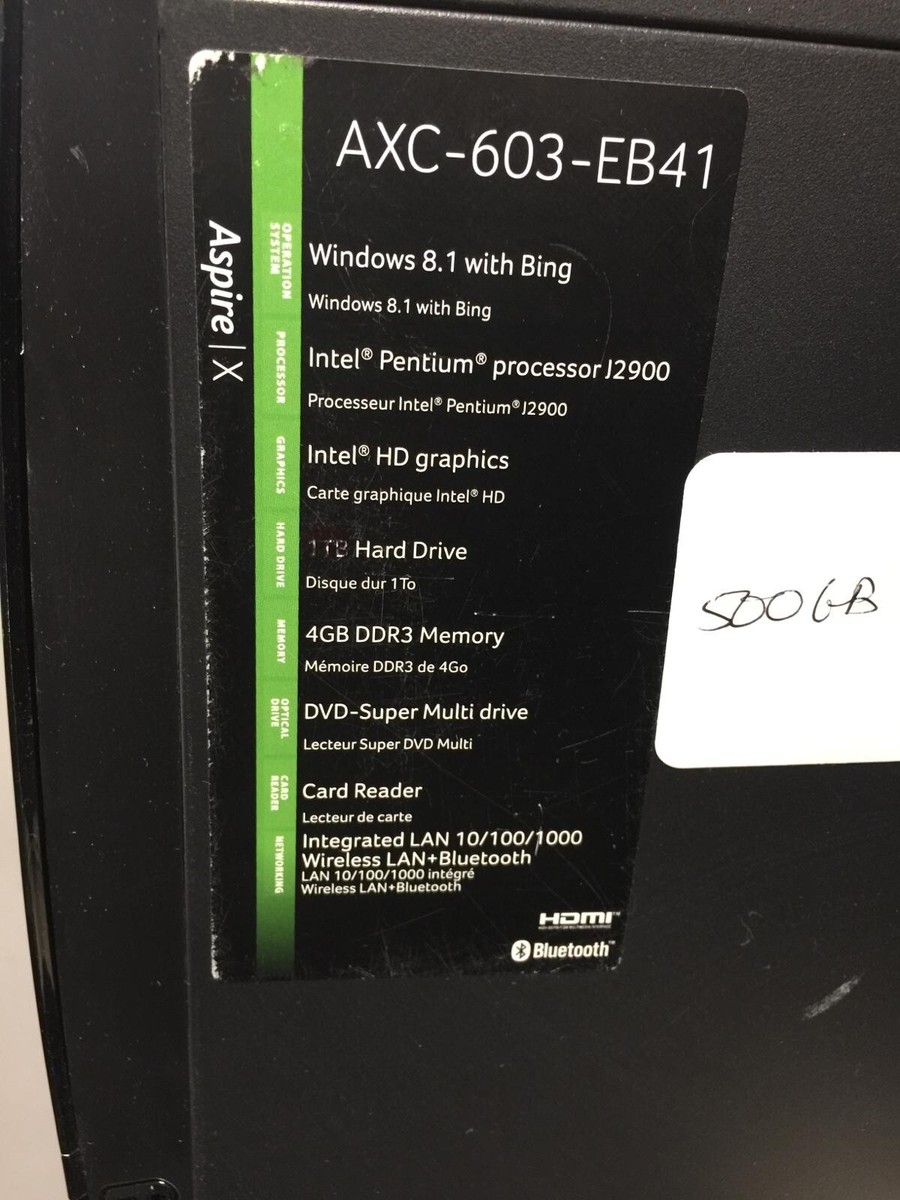 AXC-603-EB41
Aspire | X
OPERATION SYSTEM
Windows 8.1 with Bing
Windows 8.1 with Bing
PROCESSOR
Intel® Pentium® processor J2900
Processeur Intel® Pentium® J2900
GRAPHICS
Intel® HD graphics
Carte graphique Intel® HD
HARD DRIVE
1TB Hard Drive
Disque dur 1To
500GB
MEMORY
4GB DDR3 Memory
Mémoire DDR3 de 4Go
OPTICAL DRIVE
DVD-Super Multi drive
Lecteur Super DVD Multi
CARD READER
Card Reader
Lecteur de carte
NETWORKING
Integrated LAN 10/100/1000
Wireless LAN+Bluetooth
LAN 10/100/1000 intégré
Wireless LAN+Bluetooth
HDMI™
Bluetooth™